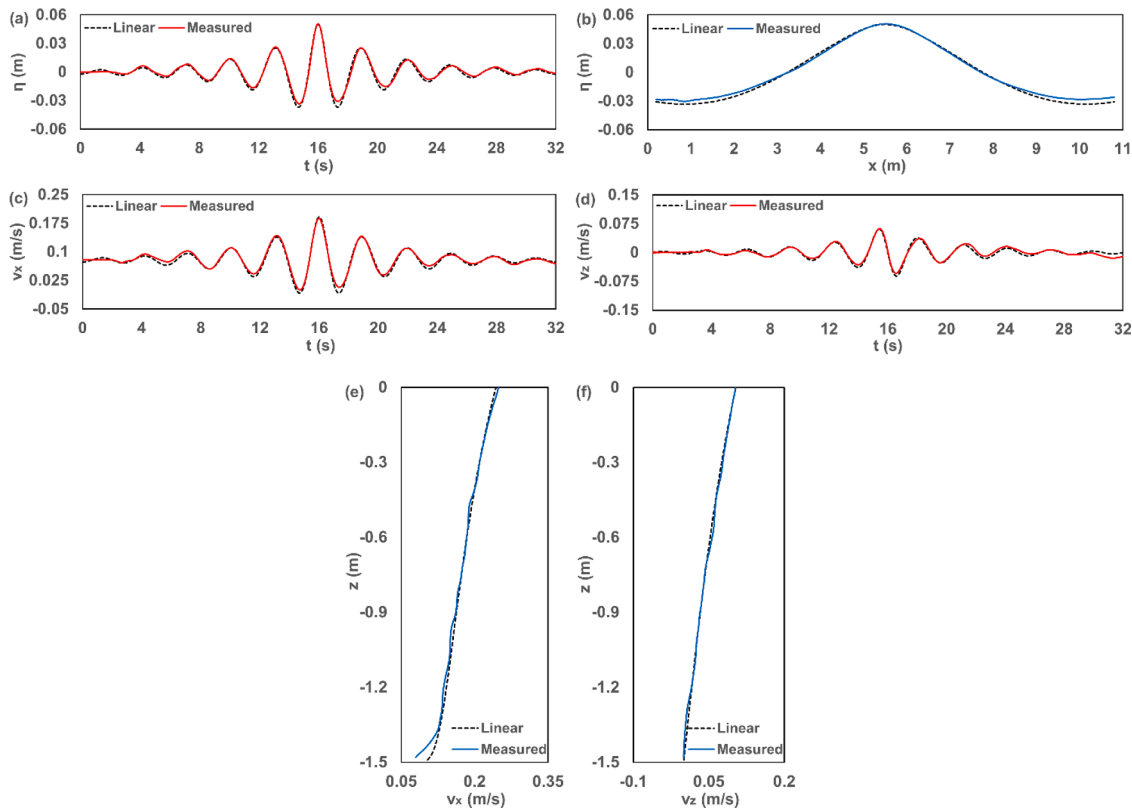 (a)
Linear Measured
η (m)
0.06
0.03
0
-0.03
-0.06
0 4 8 12 16 20 24 28 32
t (s)
(b)
Linear Measured
η (m)
0.06
0.03
0
-0.03
-0.06
0 1 2 3 4 5 6 7 8 9 10 11
x (m)
(c)
Linear Measured
vx (m/s)
0.25
0.175
0.1
0.025
-0.05
0 4 8 12 16 20 24 28 32
t (s)
(d)
Linear Measured
vz (m/s)
0.15
0.075
0
-0.075
-0.15
0 4 8 12 16 20 24 28 32
t (s)
(e)
z (m)
0
-0.3
-0.6
-0.9
-1.2
-1.5
Linear
Measured
0.05 0.2 0.35
vx (m/s)
(f)
z (m)
0
-0.3
-0.6
-0.9
-1.2
-1.5
Linear
Measured
-0.1 0.05 0.2
vz (m/s)